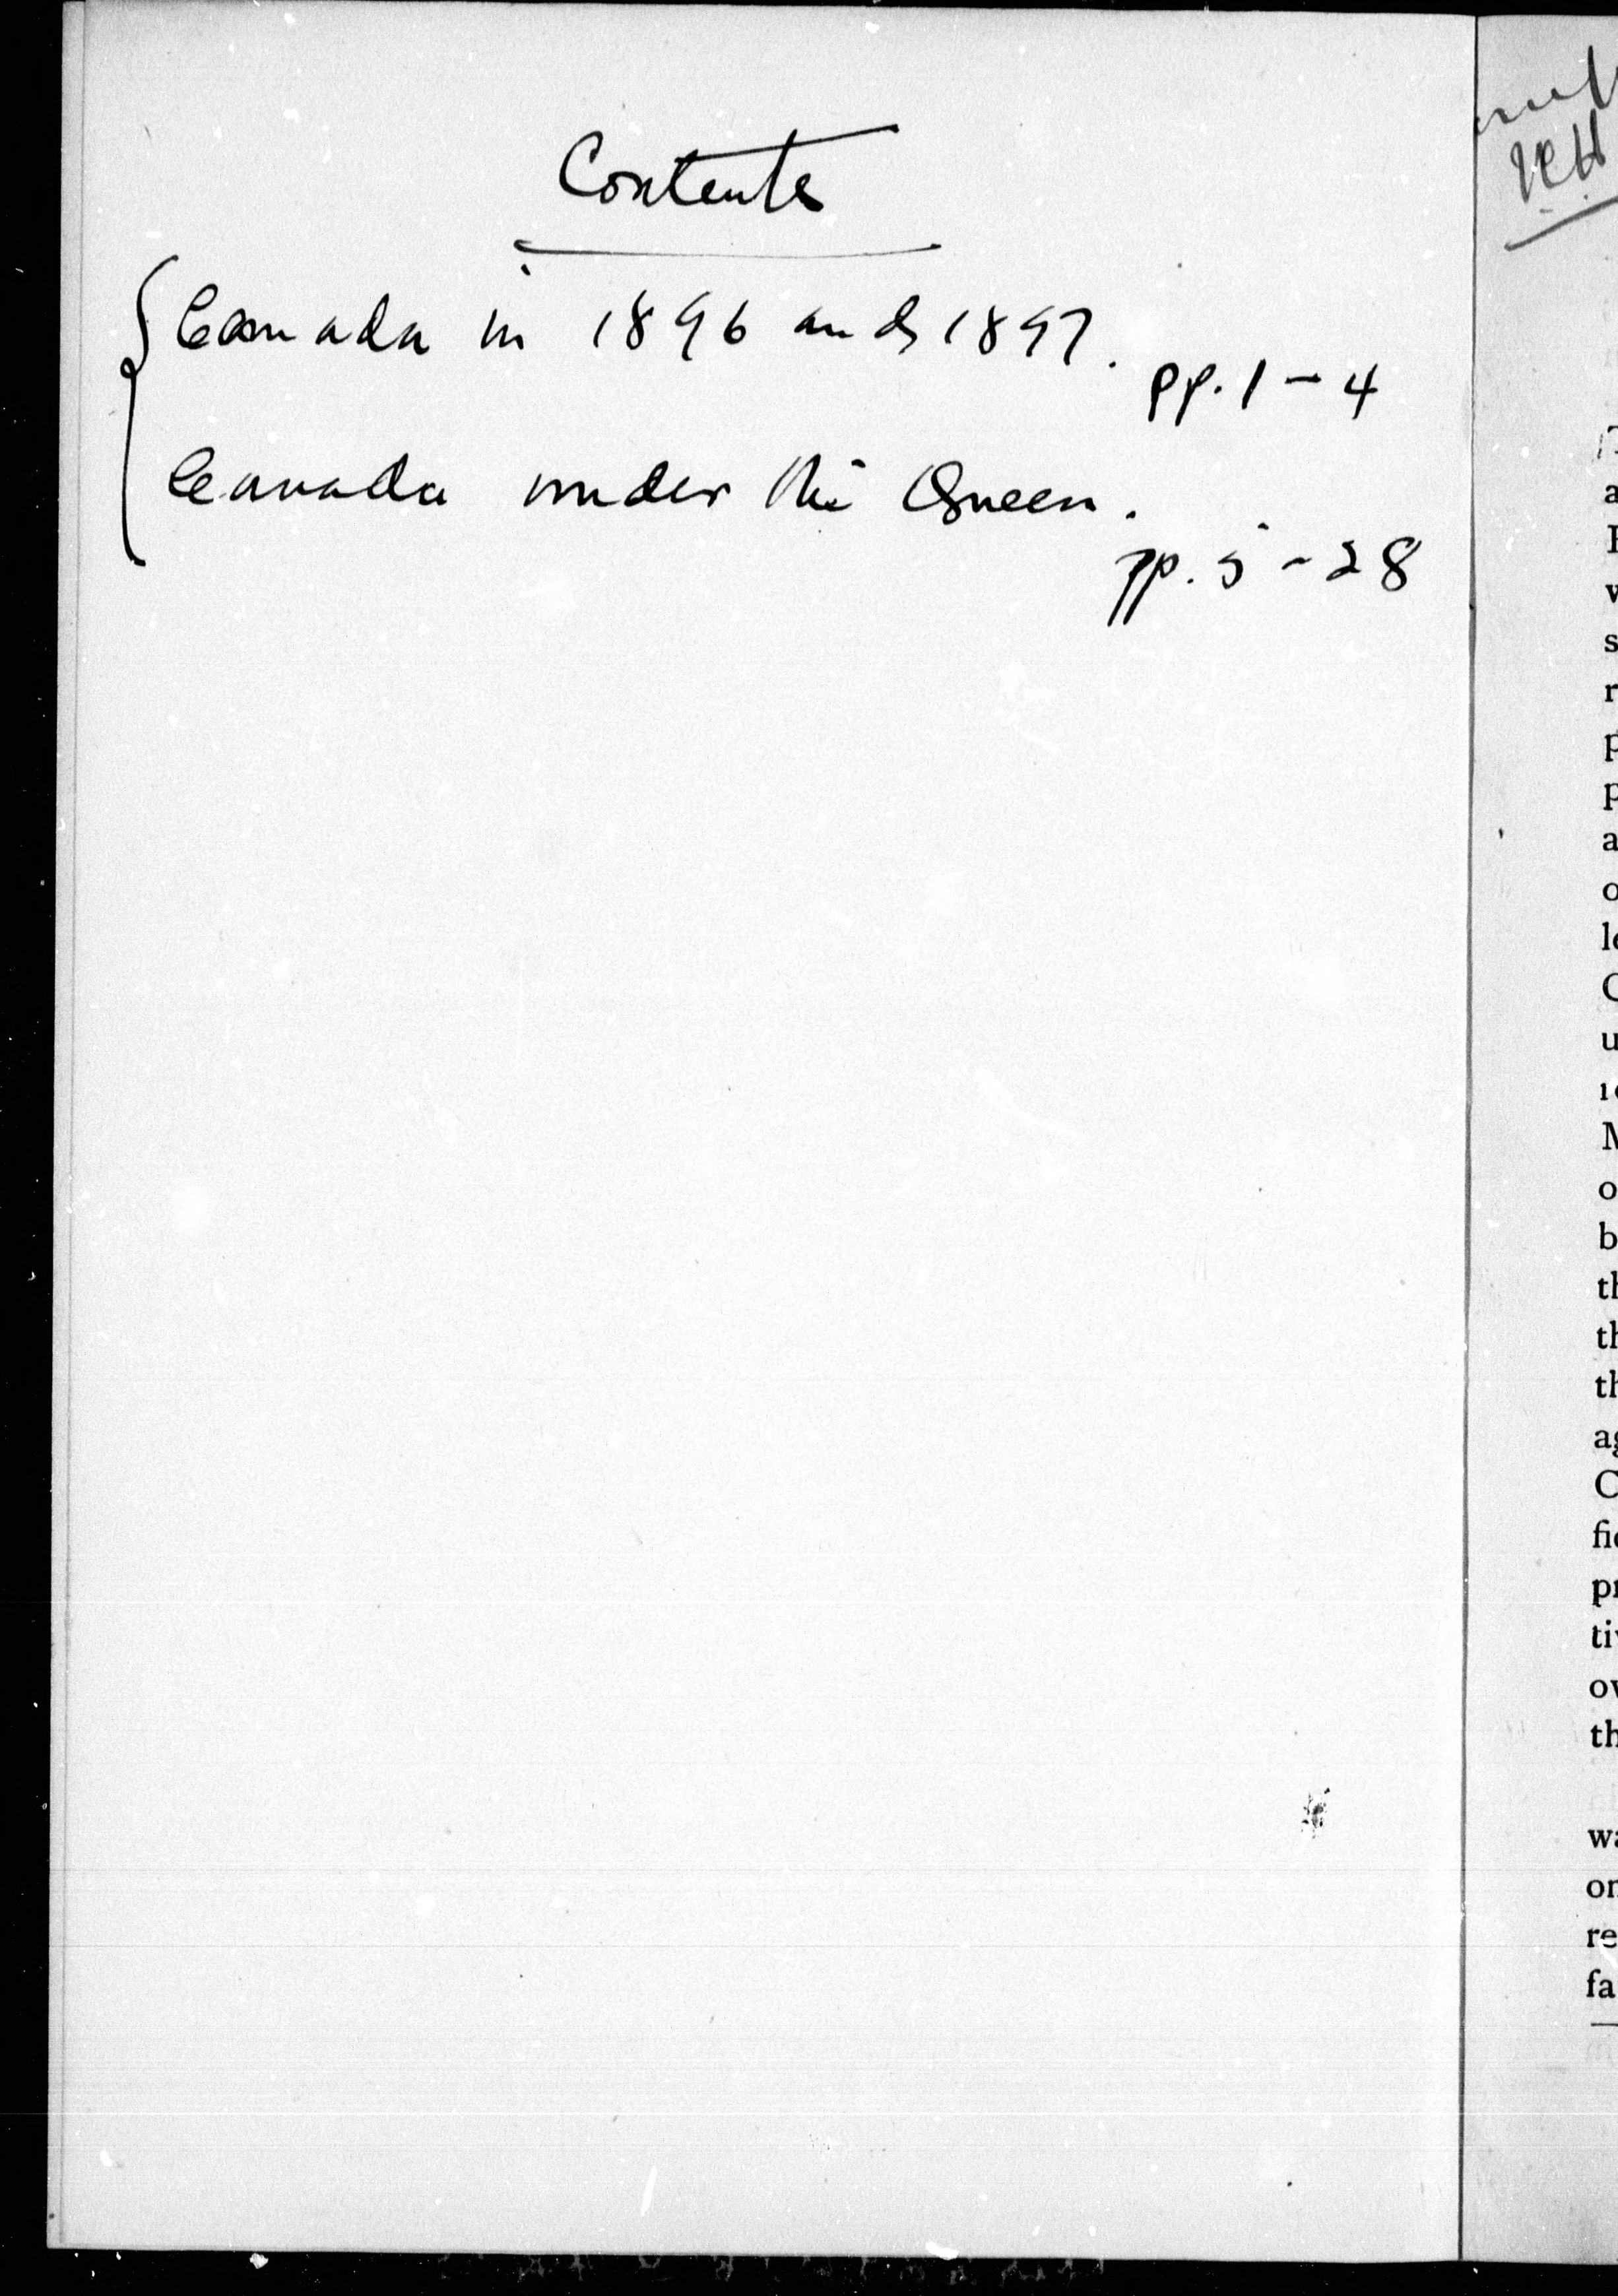 Contents
Canada in 1896 and 1897.
pp. 1 - 4
Canada under the Queen.
pp. 5 - 28